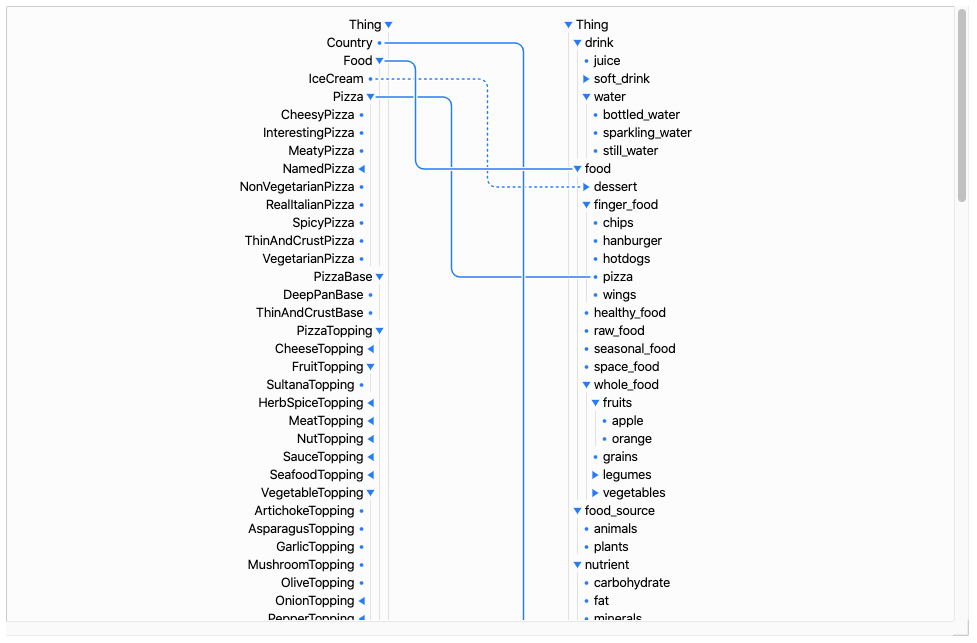 Thing
Country
Food
IceCream
Pizza
CheesyPizza
InterestingPizza
MeatyPizza
NamedPizza
NonVegetarianPizza
RealItalianPizza
SpicyPizza
ThinAndCrustPizza
VegetarianPizza
PizzaBase
DeepPanBase
ThinAndCrustBase
PizzaTopping
CheeseTopping
FruitTopping
SultanaTopping
HerbSpiceTopping
MeatTopping
NutTopping
SauceTopping
SeafoodTopping
VegetableTopping
ArtichokeTopping
AsparagusTopping
GarlicTopping
MushroomTopping
OliveTopping
OnionTopping
PepperTopping
Thing
drink
juice
soft_drink
water
bottled_water
sparkling_water
still_water
food
dessert
finger_food
chips
hanburger
hotdogs
pizza
wings
healthy_food
raw_food
seasonal_food
space_food
whole_food
fruits
apple
orange
grains
legumes
vegetables
food_source
animals
plants
nutrient
carbohydrate
fat
minerals